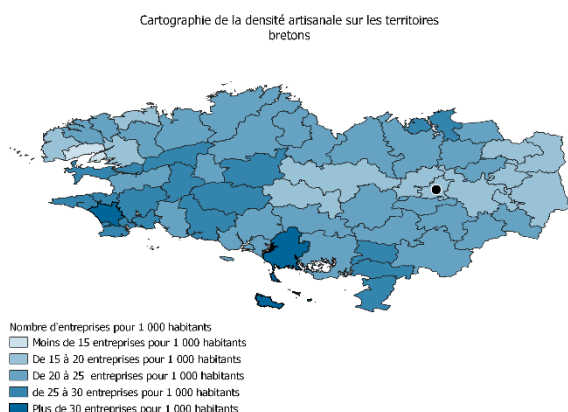 Cartographie de la densité artisanale sur les territoires
bretons
Nombre d'entreprises pour 1 000 habitants
Moins de 15 entreprises pour 1 000 habitants
De 15 à 20 entreprises pour 1 000 habitants
De 20 à 25 entreprises pour 1 000 habitants
de 25 à 30 entreprises pour 1 000 habitants
Plus de 30 entreprises pour 1 000 habitants